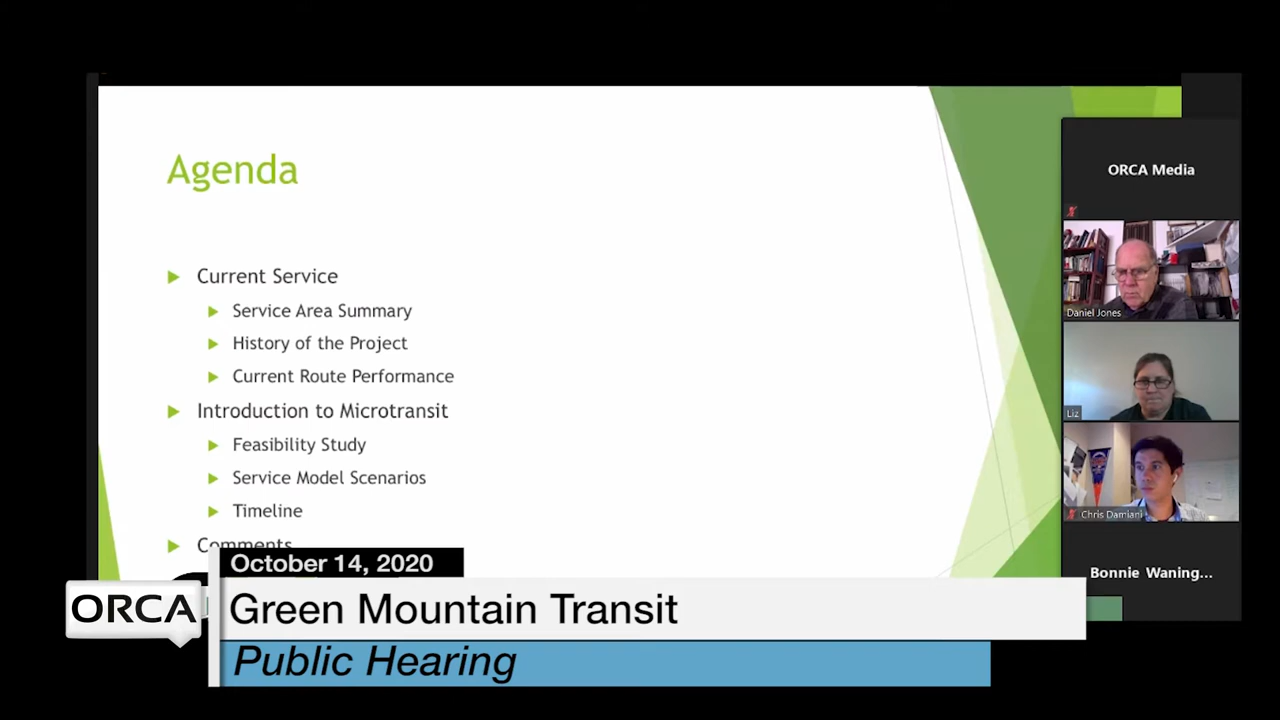 Agenda
Current Service
Service Area Summary
History of the Project
Current Route Performance
Introduction to Microtransit
Feasibility Study
Service Model Scenarios
Timeline
Comments
ORCA Media
Daniel Jones
Liz
Chris Damiani
Bonnie Waning...
October 14, 2020
ORCA
Green Mountain Transit
Public Hearing